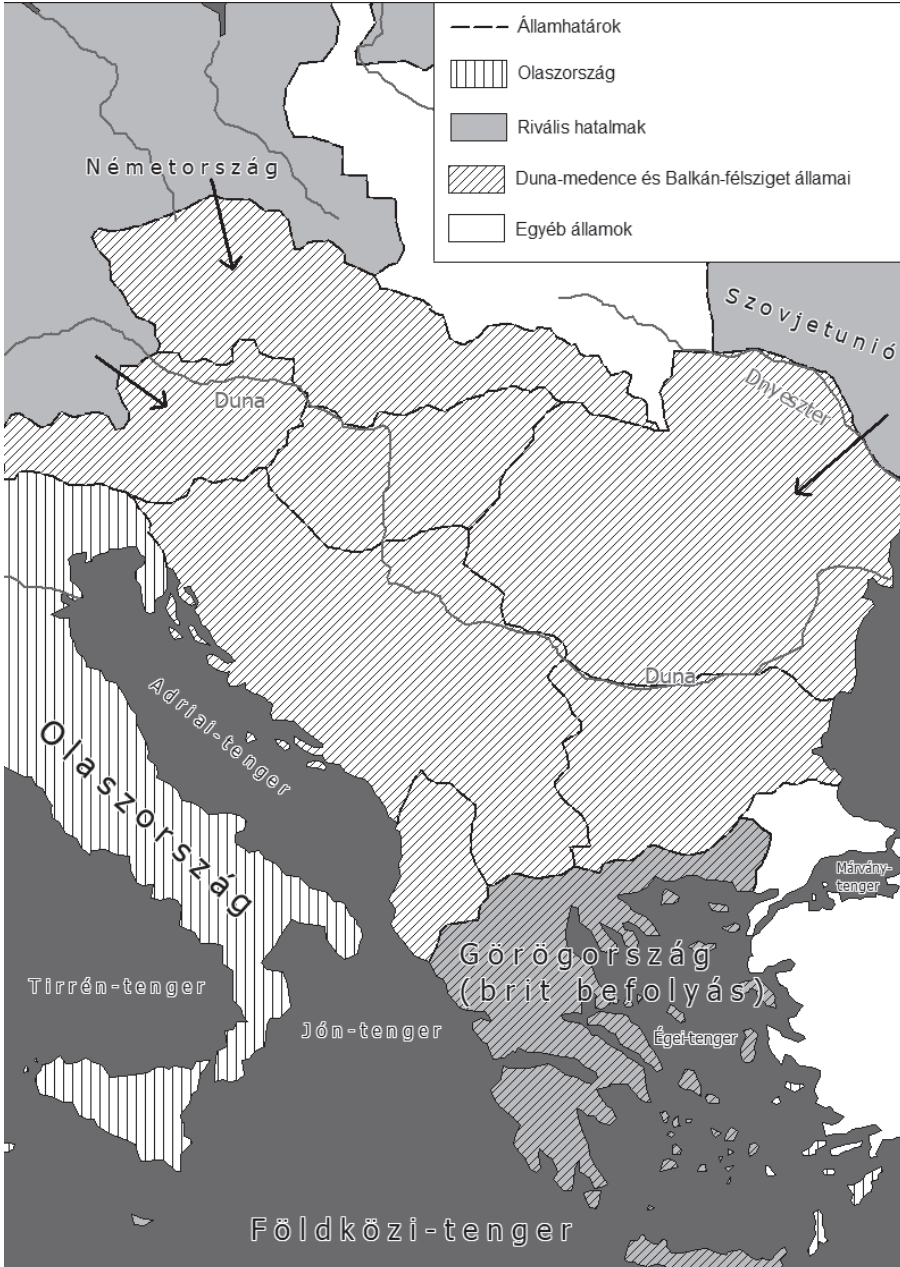 Államhatárok
Olaszország
Rivális hatalmak
Duna-medence és Balkán-félsziget államai
Egyéb államok
Németország
Szovjetunió
Dnyeszter
Duna
Duna
Adriai-tenger
Olaszország
Márvány-
tenger
Görögország
(brit befolyás)
Tirrén-tenger
Jón-tenger
Égei-tenger
Földközi-tenger